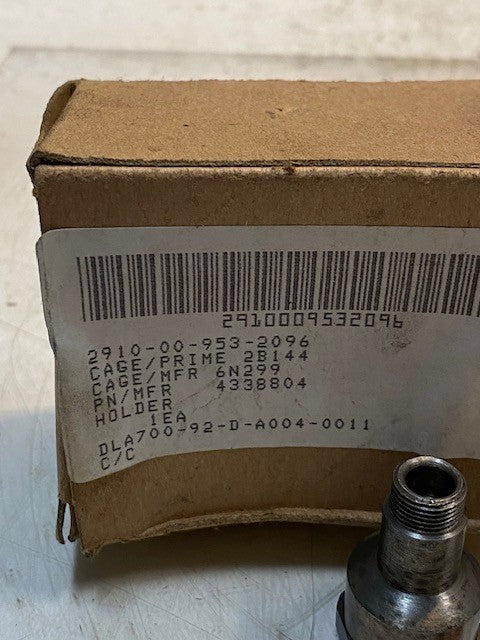 2910009532096
2910-00-953-2096
CAGE/PRIME 2B144
CAGE/MFR 6N299
PN/MFR 4338804
HOLDER
1EA
DLA700-92-D-A004-0011
C/C